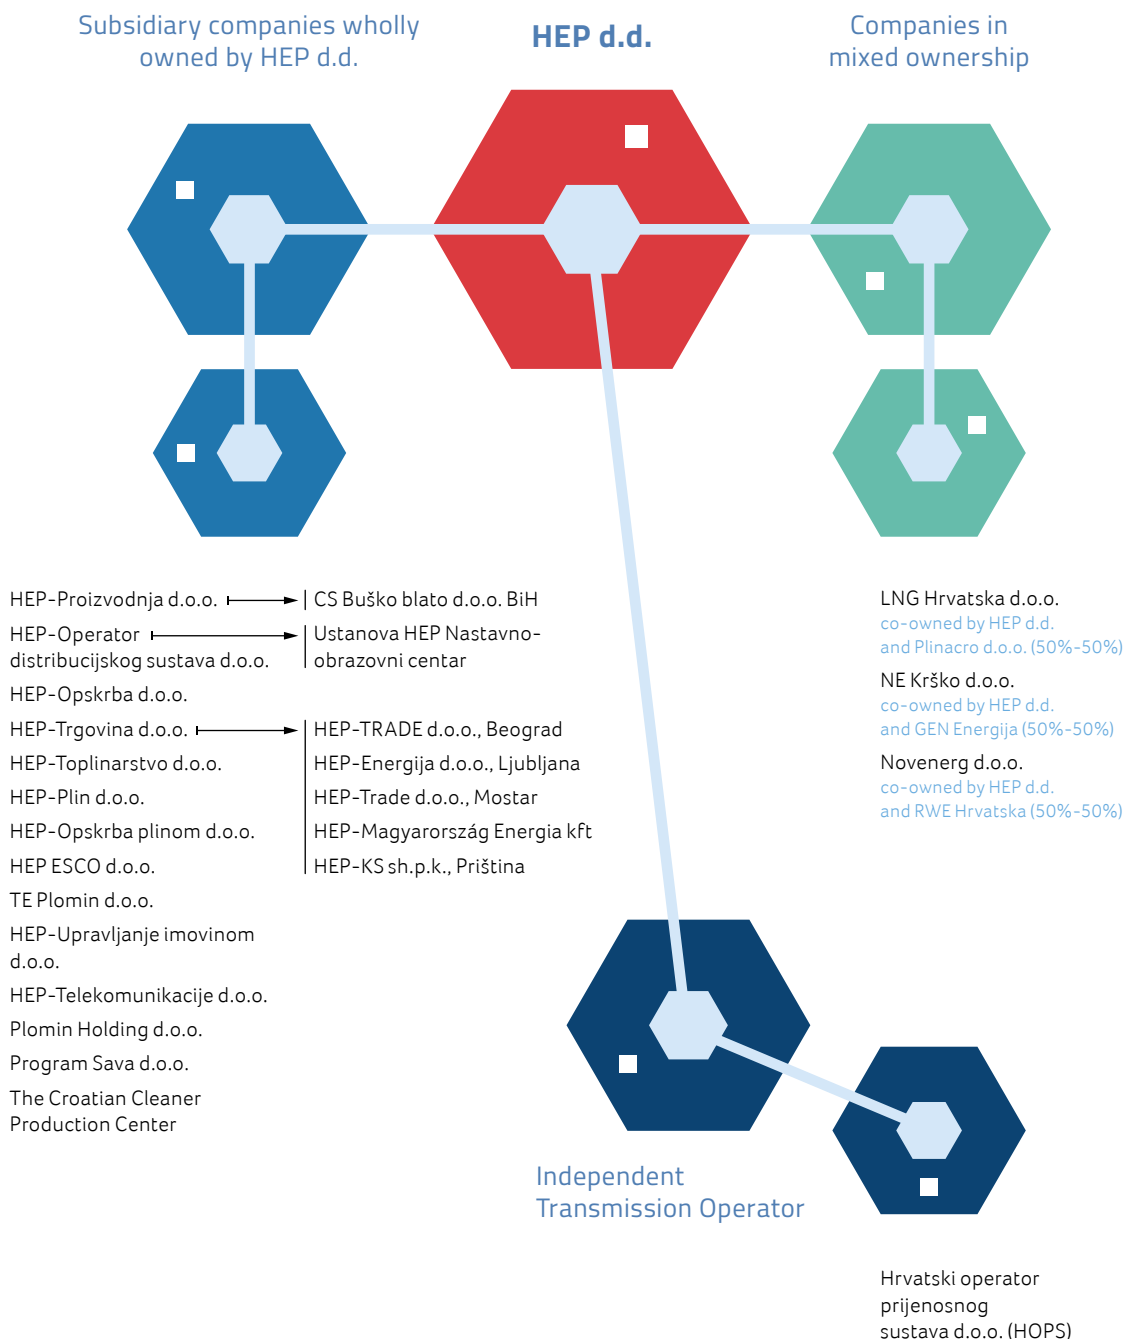 Subsidiary companies wholly
owned by HEP d.d.
HEP d.d.
Companies in
mixed ownership
HEP-Proizvodnja d.o.o.
CS Buško blato d.o.o. BiH
HEP-Operator
distribucijskog sustava d.o.o.
Ustanova HEP Nastavno-
obrazovni centar
HEP-Opskrba d.o.o.
HEP-Trgovina d.o.o.
HEP-TRADE d.o.o., Beograd
HEP-Energija d.o.o., Ljubljana
HEP-Trade d.o.o., Mostar
HEP-Magyarország Energia kft
HEP-KS sh.p.k., Priština
HEP-Toplinarstvo d.o.o.
HEP-Plin d.o.o.
HEP-Opskrba plinom d.o.o.
HEP ESCO d.o.o.
TE Plomin d.o.o.
HEP-Upravljanje imovinom
d.o.o.
HEP-Telekomunikacije d.o.o.
Plomin Holding d.o.o.
Program Sava d.o.o.
The Croatian Cleaner
Production Center
LNG Hrvatska d.o.o.
co-owned by HEP d.d.
and Plinacro d.o.o. (50%-50%)
NE Krško d.o.o.
co-owned by HEP d.d.
and GEN Energija (50%-50%)
Novenerg d.o.o.
co-owned by HEP d.d.
and RWE Hrvatska (50%-50%)
Independent
Transmission Operator
Hrvatski operator
prijenosnog
sustava d.o.o. (HOPS)